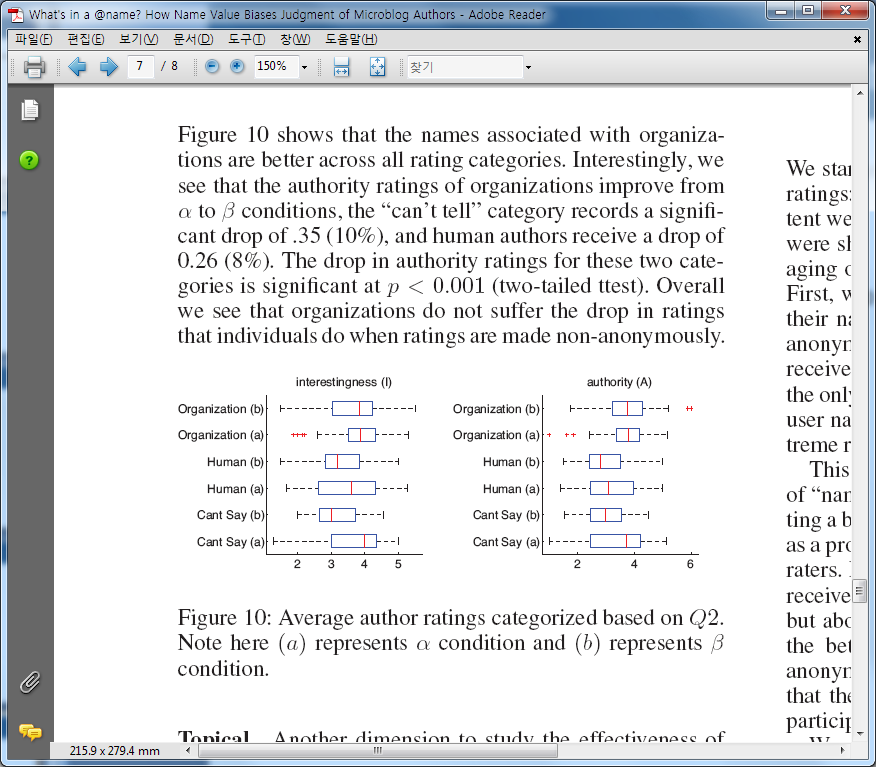 What's in a @name? How Name Value Biases Judgment of Microblog Authors - Adobe Reader
파일(F) 편집(E) 보기(V) 문서(D) 도구(T) 창(W) 도움말(H)
7 / 8 150% 찾기
Figure 10 shows that the names associated with organiza-
tions are better across all rating categories. Interestingly, we
see that the authority ratings of organizations improve from
α to β conditions, the “can’t tell” category records a signifi-
cant drop of .35 (10%), and human authors receive a drop of
0.26 (8%). The drop in authority ratings for these two cate-
gories is significant at p < 0.001 (two-tailed ttest). Overall
we see that organizations do not suffer the drop in ratings
that individuals do when ratings are made non-anonymously.
interestingness (I)
Organization (b)
Organization (a)
Human (b)
Human (a)
Cant Say (b)
Cant Say (a)
2 3 4 5
authority (A)
Organization (b)
Organization (a)
Human (b)
Human (a)
Cant Say (b)
Cant Say (a)
2 4 6
Figure 10: Average author ratings categorized based on Q2.
Note here (a) represents α condition and (b) represents β
condition.
Topical Another dimension to study the effectiveness of
We star
ratings:
tent we
were sh
aging o
First, w
their na
anonym
receive
the only
user na
treme r
This
of “nam
ting a b
as a pro
raters.
receive
but abo
the bet
anonym
that the
particip
215.9 x 279.4 mm